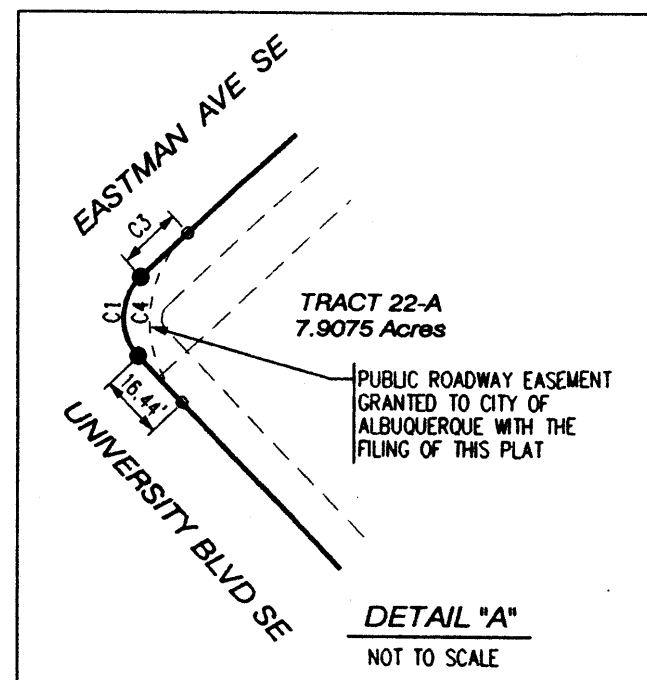 EASTMAN AVE SE
C3
C1
C4
TRACT 22-A
7.9075 Acres
PUBLIC ROADWAY EASEMENT
GRANTED TO CITY OF
ALBUQUERQUE WITH THE
FILING OF THIS PLAT
16.44'
UNIVERSITY BLVD SE
DETAIL "A"
NOT TO SCALE